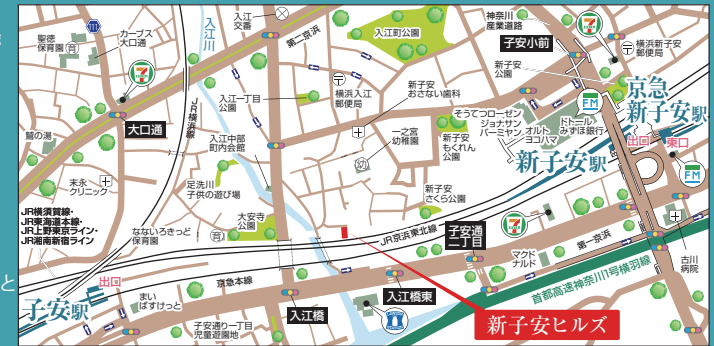 聖徳
保育園
カーブス
大口通
大口通
鷲の湯
末永
クリニック
JR横須賀線・
JR東海道本線・
JR上野東京ライン・
JR湘南新宿ライン
JR横浜線
入江川
入江
交番
第二京浜
入江町公園
入江一丁目
公園
横浜入江
郵便局
入江中部
町内会館
足洗川
子供の遊び場
なないろきっど
保育園
大安寺
公園
新子安
おさない歯科
一之宮
幼稚園
新子安
もくれん
公園
新子安
さくら公園
神奈川
産業道路
子安小前
新子安
公園
横浜新子安
郵便局
そうてつローゼン
ジョナサン
バーミヤン
オルト
ヨコハマ
ドトール
みずほ銀行
京急
新子安駅
出口
東口
新子安駅
JR京浜東北線
子安通
二丁目
マクド
ナルド
第一京浜
首都高速神奈川1号横羽線
古川
病院
出口
子安駅
京急本線
まい
ばすけっと
子安通り一丁目
児童遊園地
入江橋
入江橋東
新子安ヒルズ
と